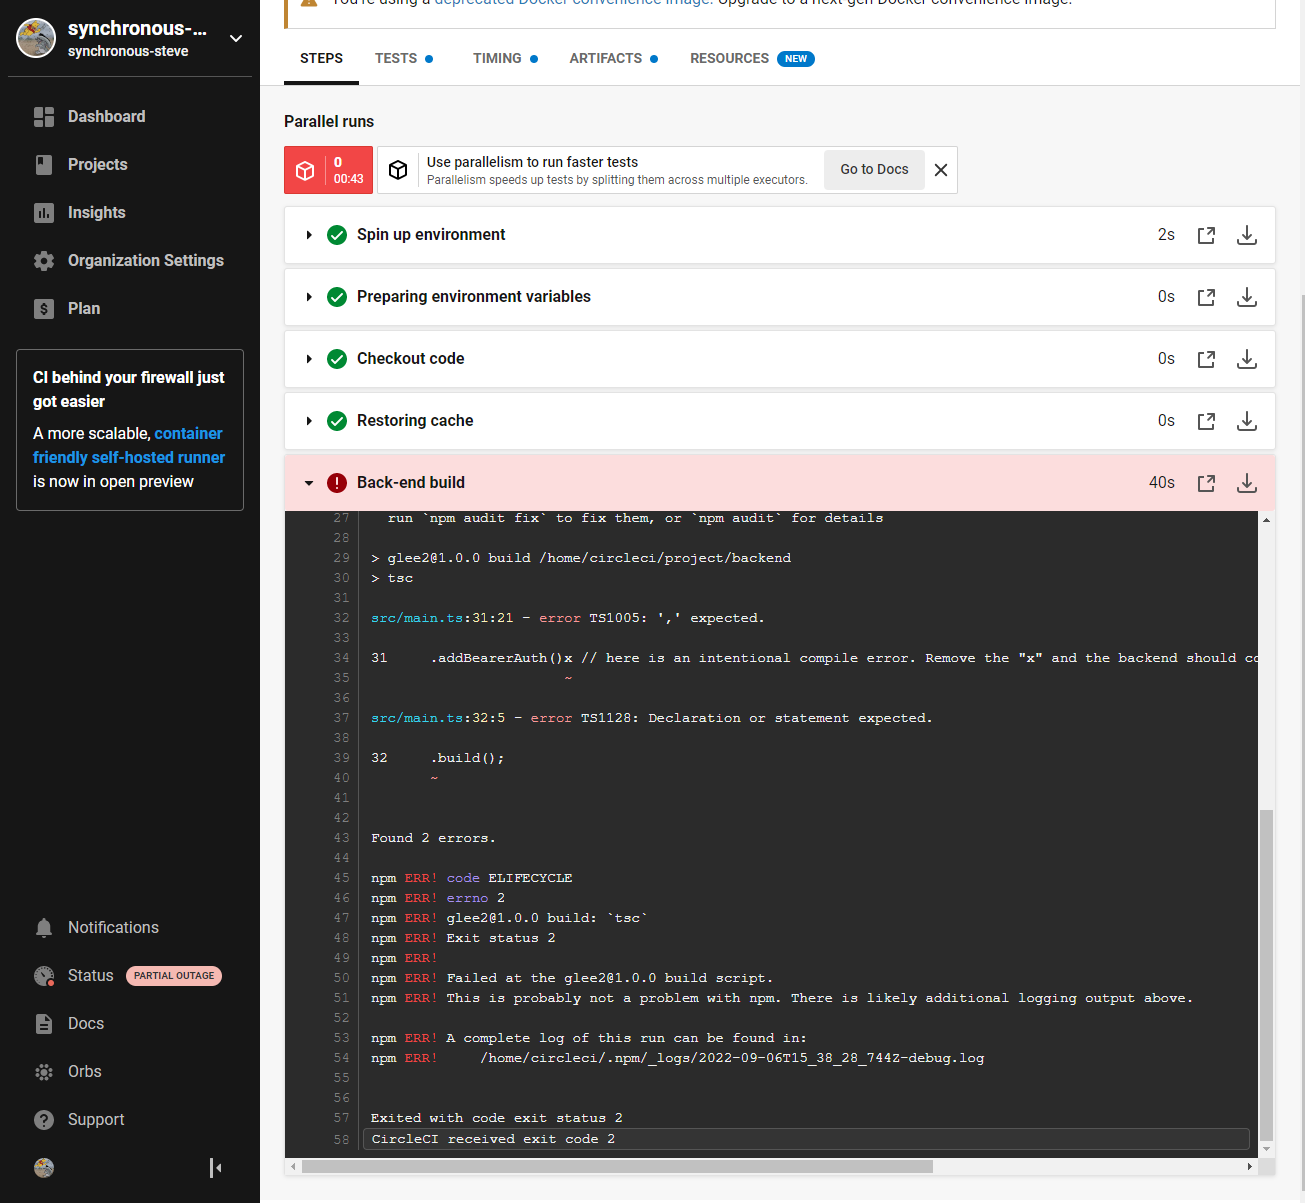 synchronous-...
synchronous-steve
Dashboard
Projects
Insights
Organization Settings
Plan
CI behind your firewall just
got easier
A more scalable, container
friendly self-hosted runner
is now in open preview
Notifications
Status PARTIAL OUTAGE
Docs
Orbs
Support
You're using a deprecated Docker convenience image. Upgrade to a next-gen Docker convenience image.
STEPS TESTS TIMING ARTIFACTS RESOURCES NEW
Parallel runs
0
00:43
Use parallelism to run faster tests
Parallelism speeds up tests by splitting them across multiple executors.
Go to Docs
Spin up environment 2s
Preparing environment variables 0s
Checkout code 0s
Restoring cache 0s
Back-end build 40s
27 run `npm audit fix` to fix them, or `npm audit` for details
28
29 > glee2@1.0.0 build /home/circleci/project/backend
30 > tsc
31
32 src/main.ts:31:21 - error TS1005: ',' expected.
33
34 31 .addBearerAuth()x // here is an intentional compile error. Remove the "x" and the backend should co
35 ~
36
37 src/main.ts:32:5 - error TS1128: Declaration or statement expected.
38
39 32 .build();
40 ~
41
42
43 Found 2 errors.
44
45 npm ERR! code ELIFECYCLE
46 npm ERR! errno 2
47 npm ERR! glee2@1.0.0 build: `tsc`
48 npm ERR! Exit status 2
49 npm ERR!
50 npm ERR! Failed at the glee2@1.0.0 build script.
51 npm ERR! This is probably not a problem with npm. There is likely additional logging output above.
52
53 npm ERR! A complete log of this run can be found in:
54 npm ERR! /home/circleci/.npm/_logs/2022-09-06T15_38_28_744Z-debug.log
55
56
57 Exited with code exit status 2
58 CircleCI received exit code 2